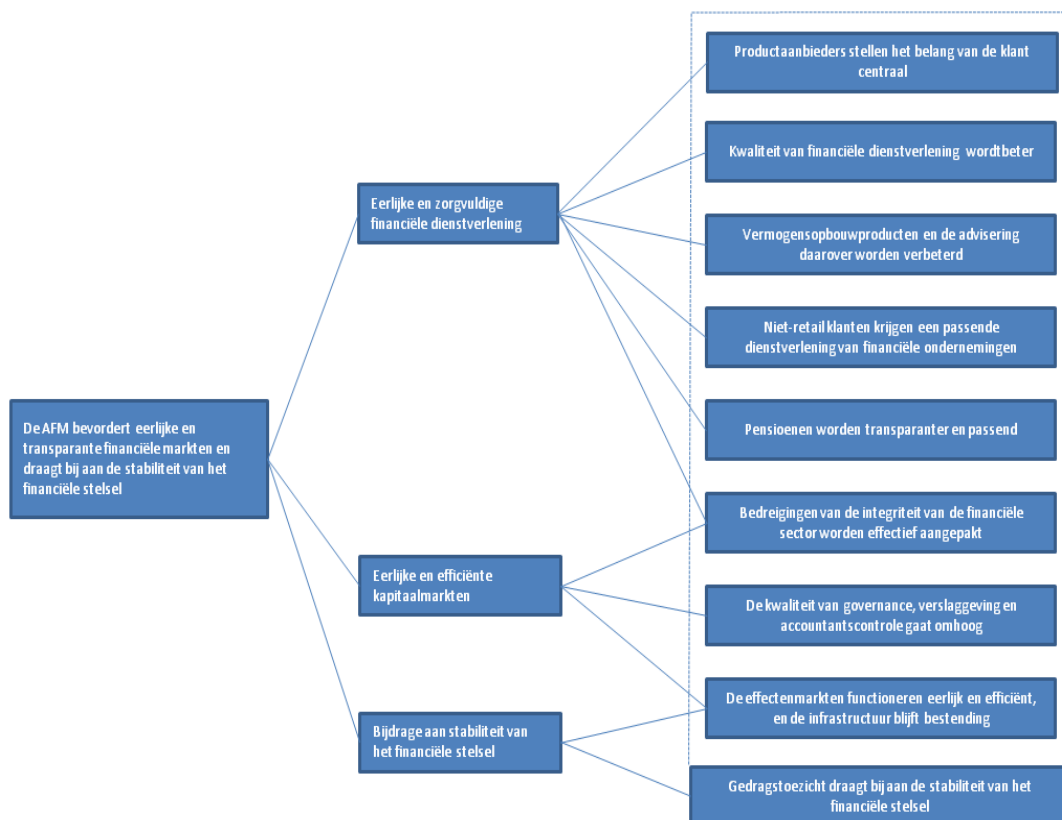 De AFM bevordert eerlijke en
transparante financiële markten en
draagt bij aan de stabiliteit van het
financiële stelsel
Eerlijke en zorgvuldige
financiële dienstverlening
Eerlijke en efficiënte
kapitaalmarkten
Bijdrage aan stabiliteit van
het financiële stelsel
Productaanbieders stellen het belang van de klant
centraal
Kwaliteit van financiële dienstverlening wordtbeter
Vermogensopbouwproducten en de advisering
daarover worden verbeterd
Niet-retail klanten krijgen een passende
dienstverlening van financiële ondernemingen
Pensioenen worden transparanter en passend
Bedreigingen van de integriteit van de financiële
sector worden effectief aangepakt
De kwaliteit van governance, verslaggeving en
accountantscontrole gaat omhoog
De effectenmarkten functioneren eerlijk en efficiënt,
en de infrastructuur blijft bestending
Gedragstoezicht draagt bij aan de stabiliteit van het
financiële stelsel